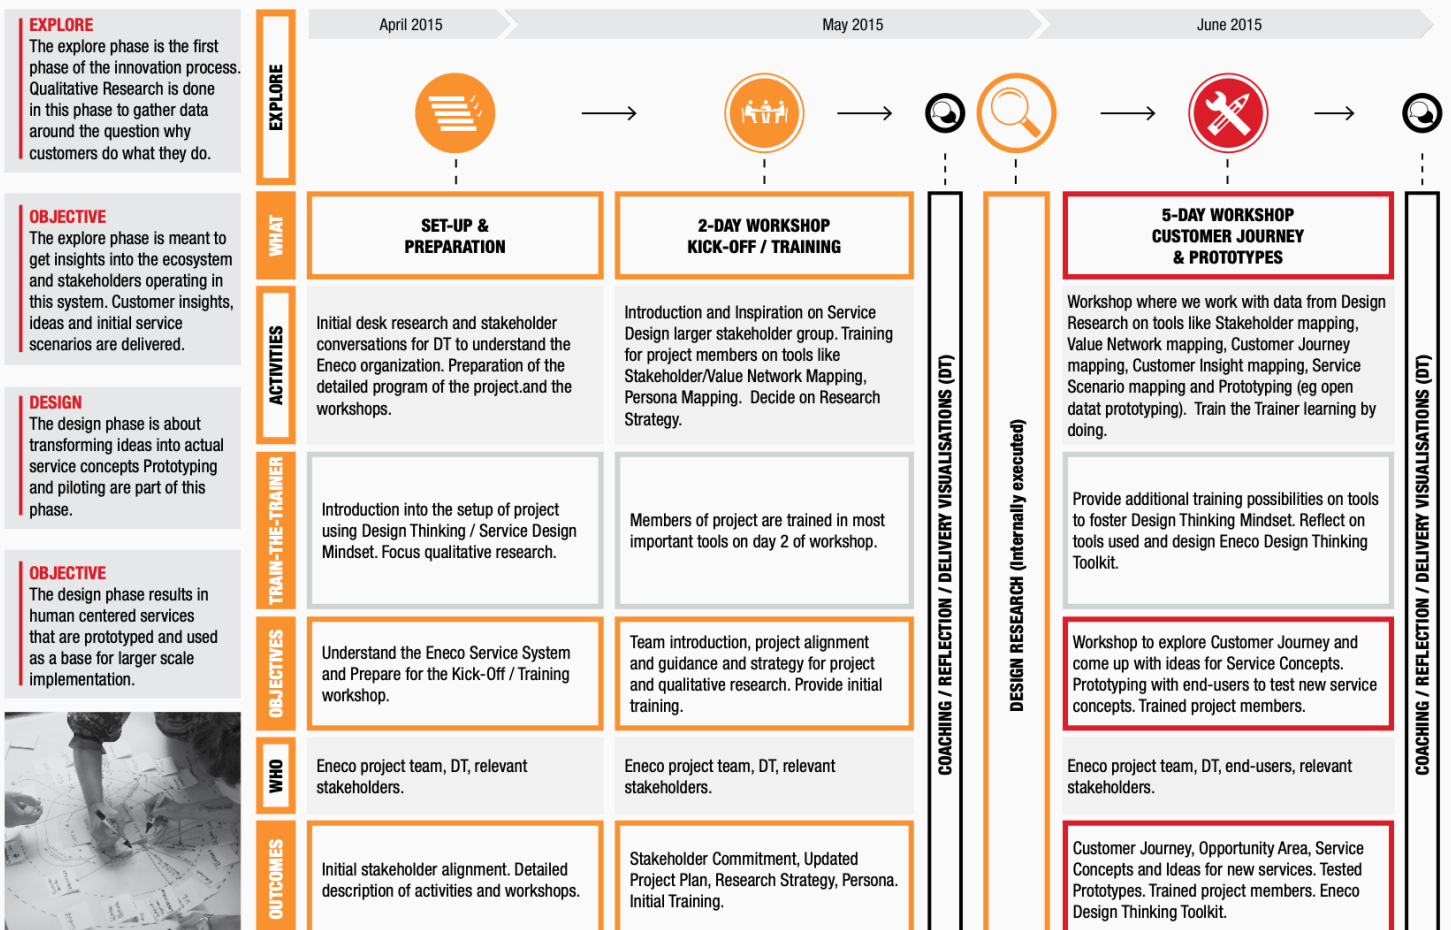 EXPLORE
The explore phase is the first
phase of the innovation process.
Qualitative Research is done
in this phase to gather data
around the question why
customers do what they do.
OBJECTIVE
The explore phase is meant to
get insights into the ecosystem
and stakeholders operating in
this system. Customer insights,
ideas and initial service
scenarios are delivered.
DESIGN
The design phase is about
transforming ideas into actual
service concepts Prototyping
and piloting are part of this
phase.
OBJECTIVE
The design phase results in
human centered services
that are prototyped and used
as a base for larger scale
implementation.
April 2015
May 2015
June 2015
EXPLORE
WHAT
SET-UP &
PREPARATION
2-DAY WORKSHOP
KICK-OFF / TRAINING
5-DAY WORKSHOP
CUSTOMER JOURNEY
& PROTOTYPES
ACTIVITIES
Initial desk research and stakeholder
conversations for DT to understand the
Eneco organization. Preparation of the
detailed program of the project.and the
workshops.
Introduction and Inspiration on Service
Design larger stakeholder group. Training
for project members on tools like
Stakeholder/Value Network Mapping,
Persona Mapping.  Decide on Research
Strategy.
Workshop where we work with data from Design
Research on tools like Stakeholder mapping,
Value Network mapping, Customer Journey
mapping, Customer Insight mapping, Service
Scenario mapping and Prototyping (eg open
datat prototyping).  Train the Trainer learning by
doing.
TRAIN-THE-TRAINER
Introduction into the setup of project
using Design Thinking / Service Design
Mindset. Focus qualitative research.
Members of project are trained in most
important tools on day 2 of workshop.
Provide additional training possibilities on tools
to foster Design Thinking Mindset. Reflect on
tools used and design Eneco Design Thinking
Toolkit.
OBJECTIVES
Understand the Eneco Service System
and Prepare for the Kick-Off / Training
workshop.
Team introduction, project alignment
and guidance and strategy for project
and qualitative research. Provide initial
training.
Workshop to explore Customer Journey and
come up with ideas for Service Concepts.
Prototyping with end-users to test new service
concepts. Trained project members.
WHO
Eneco project team, DT, relevant
stakeholders.
Eneco project team, DT, relevant
stakeholders.
Eneco project team, DT, end-users, relevant
stakeholders.
OUTCOMES
Initial stakeholder alignment. Detailed
description of activities and workshops.
Stakeholder Commitment, Updated
Project Plan, Research Strategy, Persona.
Initial Training.
Customer Journey, Opportunity Area, Service
Concepts and Ideas for new services. Tested
Prototypes. Trained project members. Eneco
Design Thinking Toolkit.
COACHING / REFLECTION / DELIVERY VISUALISATIONS (DT)
DESIGN RESEARCH (Internally executed)
COACHING / REFLECTION / DELIVERY VISUALISATIONS (DT)